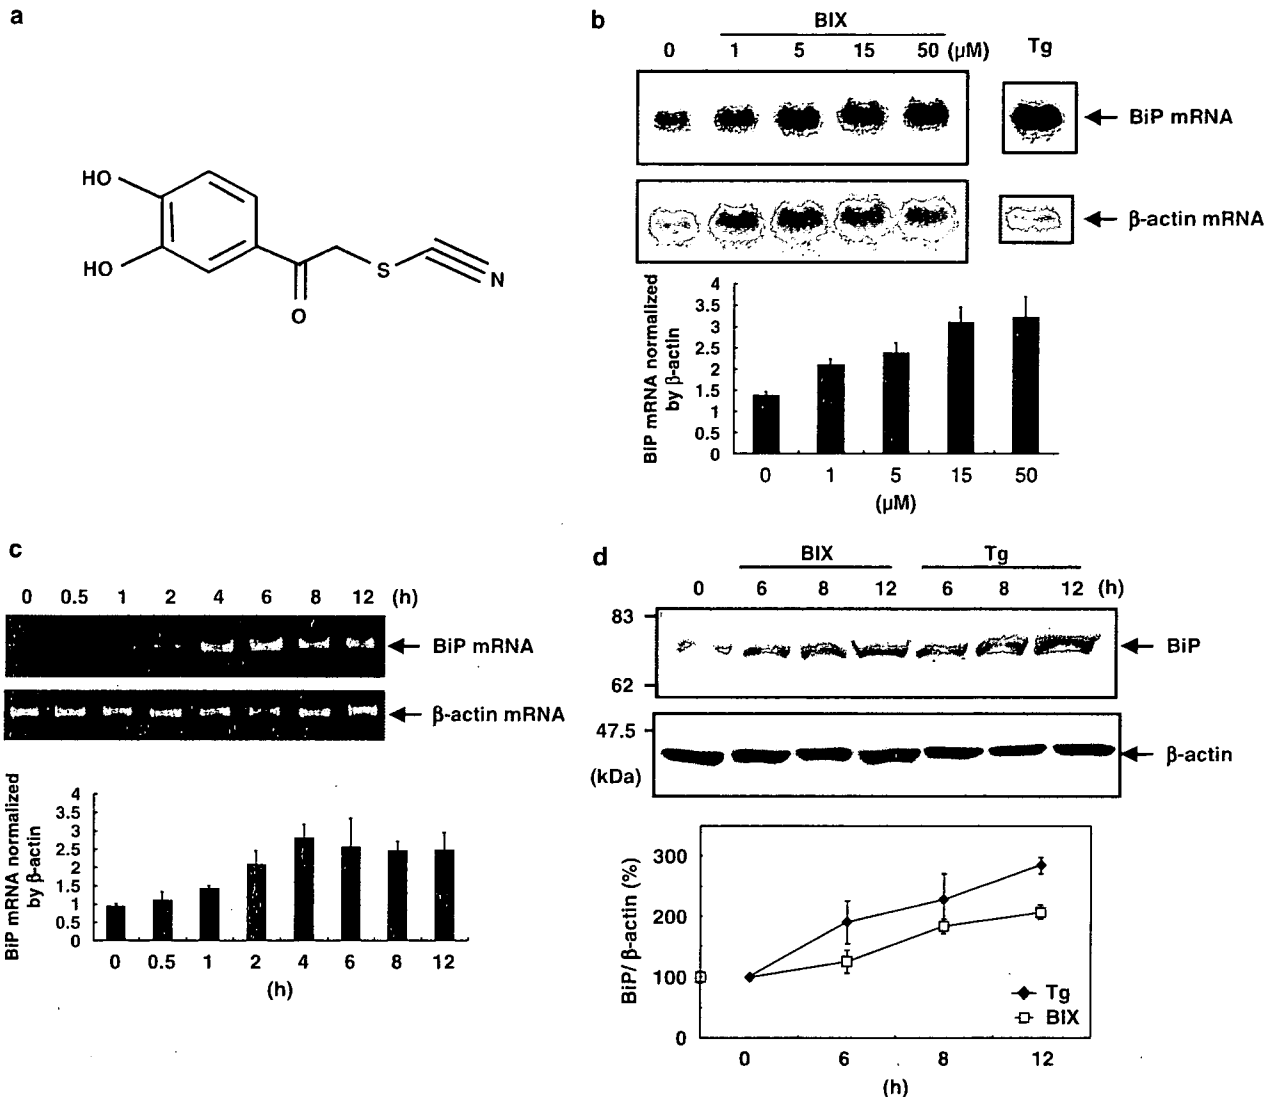 a
HO
HO
O
S
N
b
BIX
0 1 5 15 50 (μM) Tg
BiP mRNA
β-actin mRNA
BiP mRNA normalized
by β-actin
4
3.5
3
2.5
2
1.5
1
0.5
0
0 1 5 15 50
(μM)
c
0 0.5 1 2 4 6 8 12 (h)
BiP mRNA
β-actin mRNA
BiP mRNA normalized
by β-actin
4
3.5
3
2.5
2
1.5
1
0.5
0
0 0.5 1 2 4 6 8 12
(h)
d
BIX Tg
0 6 8 12 6 8 12 (h)
83
BiP
62
47.5
β-actin
(kDa)
BiP/ β-actin (%)
300
200
100
0
Tg
BIX
0 6 8 12
(h)